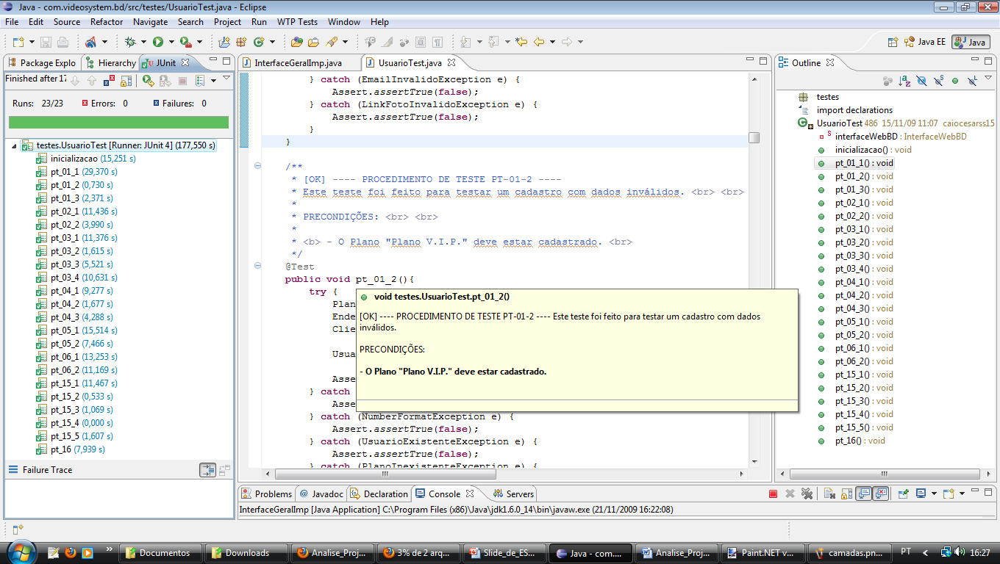 Java - com.videosystem.bd/src/testes/UsuarioTest.java - Eclipse
File Edit Source Refactor Navigate Search Project Run WTP Tests Window Help
Java EE Java
Package Explo Hierarchy JUnit
Finished after 17
Runs: 23/23 Errors: 0 Failures: 0
testes.UsuarioTest [Runner: JUnit 4] (177,550 s)
inicializacao (15,251 s)
pt_01_1 (29,370 s)
pt_01_2 (0,730 s)
pt_01_3 (2,371 s)
pt_02_1 (11,436 s)
pt_02_2 (3,990 s)
pt_03_1 (11,376 s)
pt_03_2 (1,615 s)
pt_03_3 (5,521 s)
pt_03_4 (10,631 s)
pt_04_1 (9,277 s)
pt_04_2 (1,677 s)
pt_04_3 (4,288 s)
pt_05_1 (15,514 s)
pt_05_2 (7,466 s)
pt_06_1 (13,253 s)
pt_06_2 (11,169 s)
pt_15_1 (11,467 s)
pt_15_2 (0,533 s)
pt_15_3 (1,069 s)
pt_15_4 (0,000 s)
pt_15_5 (1,607 s)
pt_16 (7,939 s)
Failure Trace
InterfaceGeralImp.java UsuarioTest.java
} catch (EmailInvalidoException e) {
Assert.assertTrue(false);
} catch (LinkFotoInvalidoException e) {
Assert.assertTrue(false);
}
}
/**
* [OK] ---- PROCEDIMENTO DE TESTE PT-01-2 ----
* Este teste foi feito para testar um cadastro com dados inválidos. <br> <br>
*
* PRECONDIÇÕES: <br> <br>
*
* <b> - O Plano "Plano V.I.P." deve estar cadastrado. <br>
*/
@Test
public void pt_01_2(){
try {
Plan
Ende
Clie
Usua
Asse
} catch
Asse
} catch (NumberFormatException e) {
Assert.assertTrue(false);
} catch (UsuarioExistenteException e) {
Assert.assertTrue(false);
} catch (PlanoInexistenteException e) {
void testes.UsuarioTest.pt_01_2()
[OK] ---- PROCEDIMENTO DE TESTE PT-01-2 ---- Este teste foi feito para testar um cadastro com dados
inválidos.
PRECONDIÇÕES:
- O Plano "Plano V.I.P." deve estar cadastrado.
Outline
testes
import declarations
UsuarioTest 486 15/11/09 11:07 caiocesarss15
interfaceWebBD : InterfaceWebBD
inicializacao() : void
pt_01_1() : void
pt_01_2() : void
pt_01_3() : void
pt_02_1() : void
pt_02_2() : void
pt_03_1() : void
pt_03_2() : void
pt_03_3() : void
pt_03_4() : void
pt_04_1() : void
pt_04_2() : void
pt_04_3() : void
pt_05_1() : void
pt_05_2() : void
pt_06_1() : void
pt_06_2() : void
pt_15_1() : void
pt_15_2() : void
pt_15_3() : void
pt_15_4() : void
pt_15_5() : void
pt_16() : void
Problems Javadoc Declaration Console Servers
InterfaceGeralImp [Java Application] C:\Program Files (x86)\Java\jdk1.6.0_14\bin\javaw.exe (21/11/2009 16:22:08)
Documentos Downloads Analise_Proj... 3% de 2 arq... Slide_de_ES... Java - com.... Analise_Proj... Paint.NET v... camadas.pn... PT 16:27